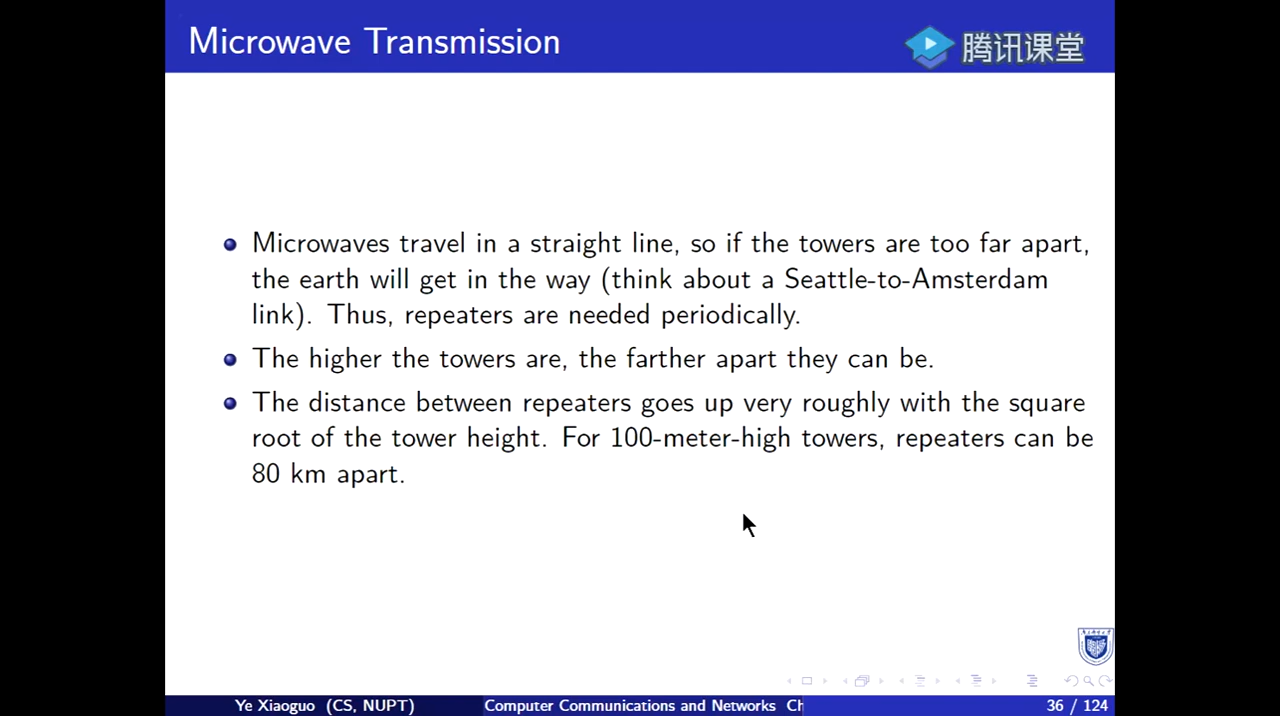 Microwave Transmission
腾讯课堂
Microwaves travel in a straight line, so if the towers are too far apart,
the earth will get in the way (think about a Seattle-to-Amsterdam
link). Thus, repeaters are needed periodically.
The higher the towers are, the farther apart they can be.
The distance between repeaters goes up very roughly with the square
root of the tower height. For 100-meter-high towers, repeaters can be
80 km apart.
Ye Xiaoguo (CS, NUPT)
Computer Communications and Networks Ch
36 / 124